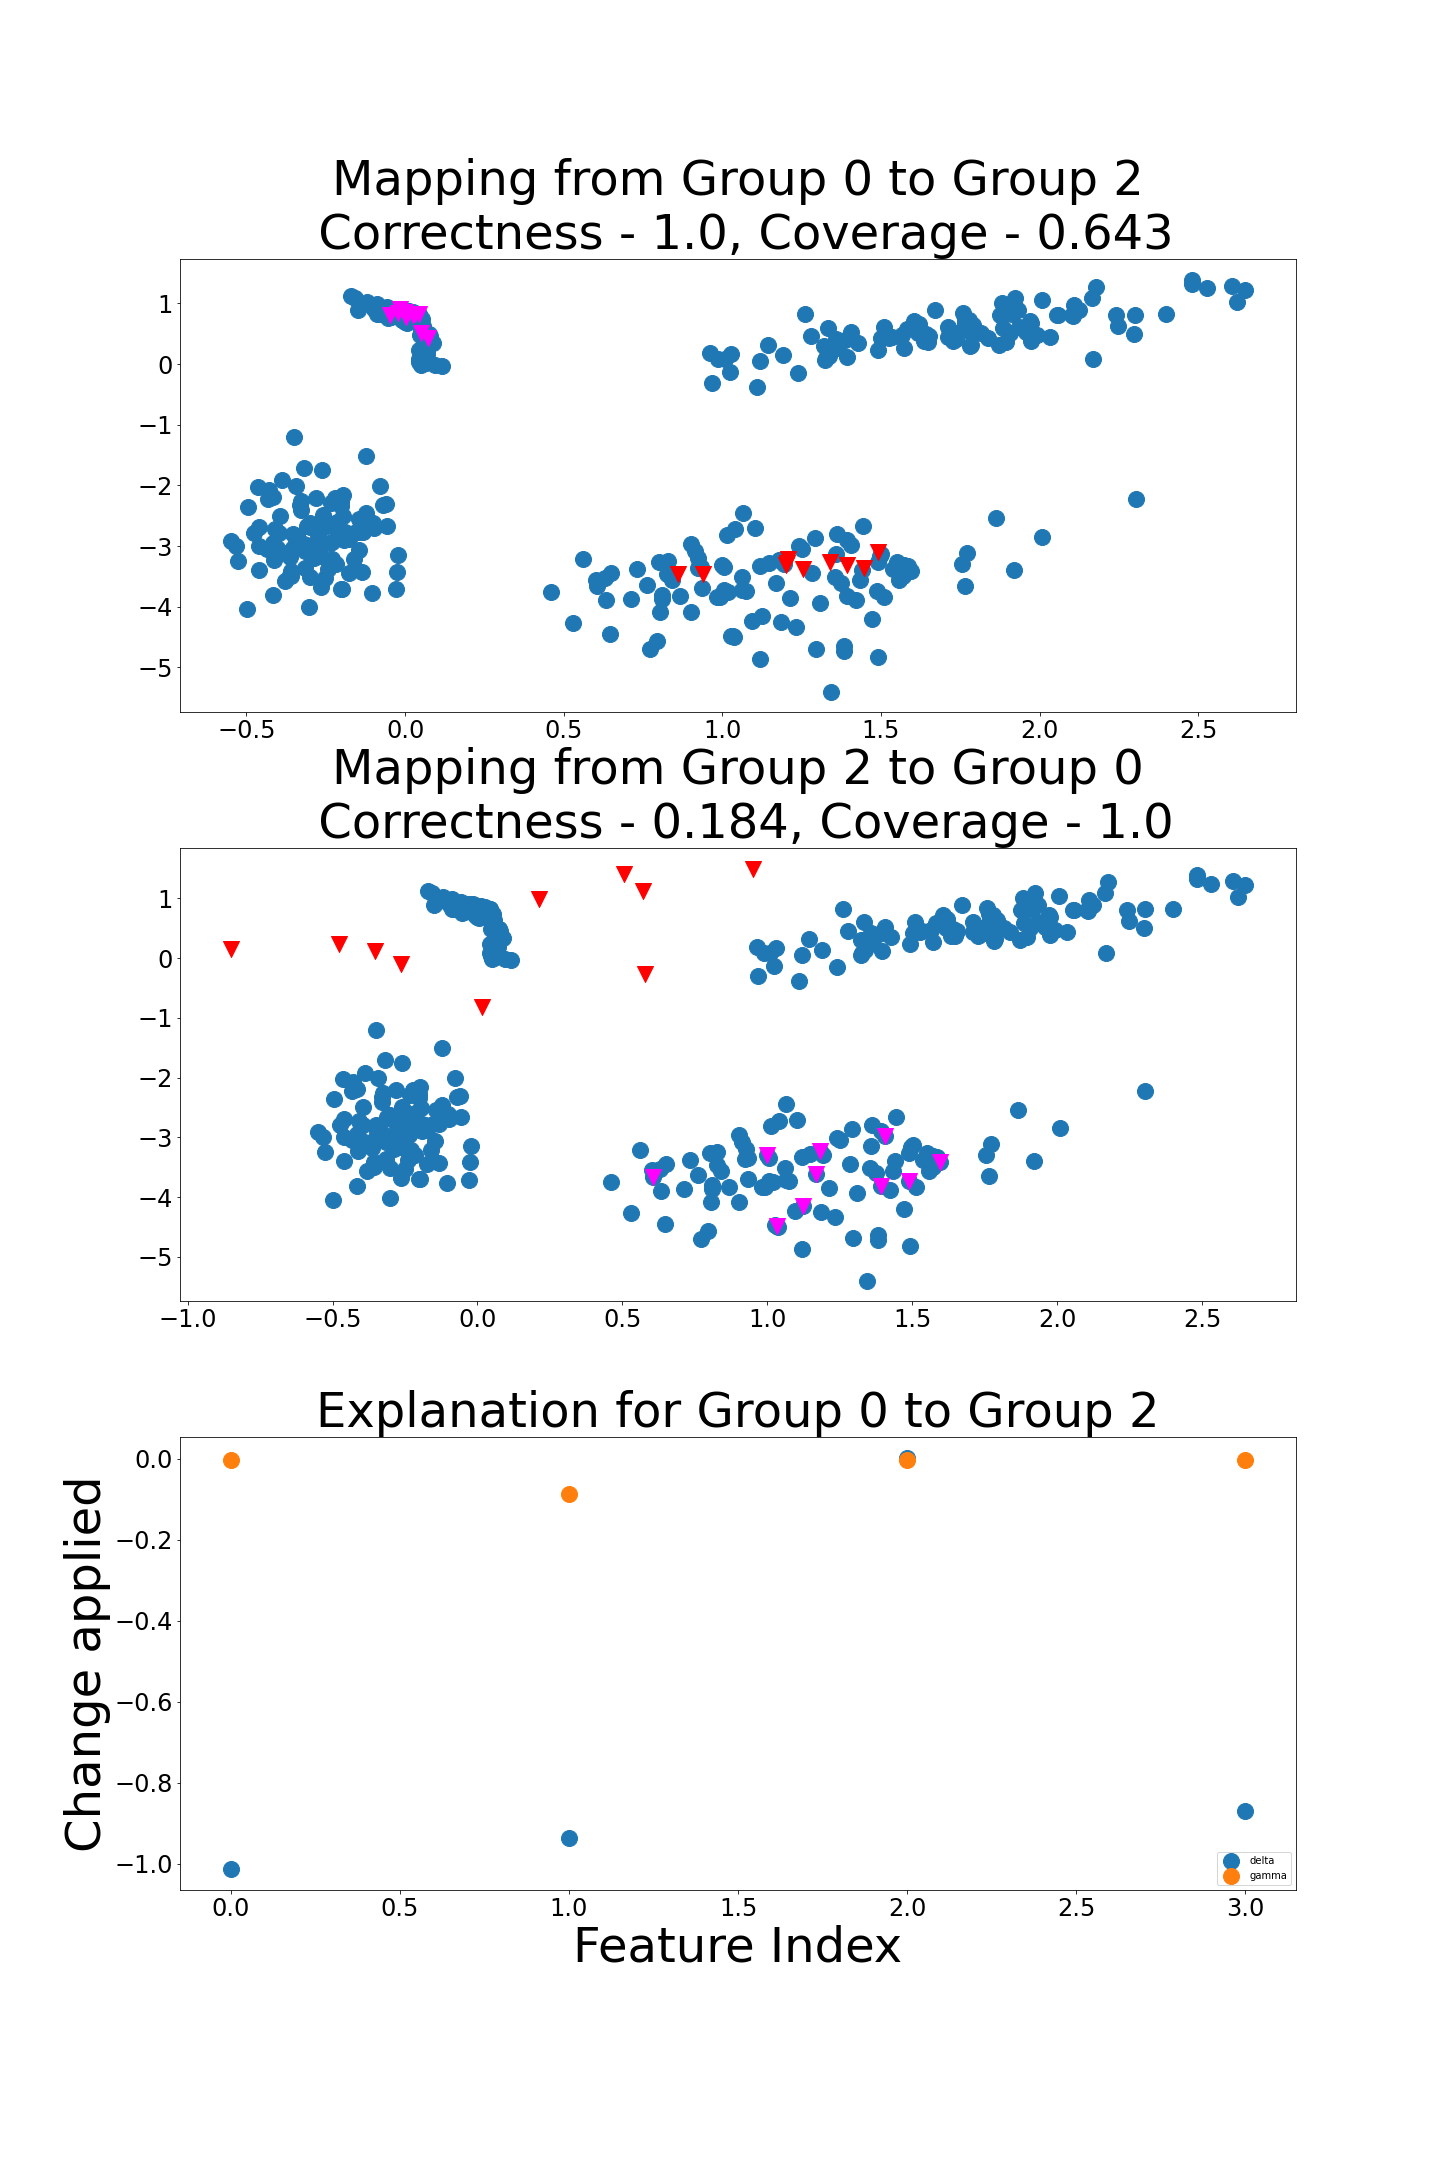 Mapping from Group 0 to Group 2
Correctness - 1.0, Coverage - 0.643
1
0
−1
−2
−3
−4
−5
−0.5 0.0 0.5 1.0 1.5 2.0 2.5
Mapping from Group 2 to Group 0
Correctness - 0.184, Coverage - 1.0
1
0
−1
−2
−3
−4
−5
−1.0 −0.5 0.0 0.5 1.0 1.5 2.0 2.5
Explanation for Group 0 to Group 2
Change applied
0.0
−0.2
−0.4
−0.6
−0.8
−1.0
delta
gamma
0.0 0.5 1.0 1.5 2.0 2.5 3.0
Feature Index